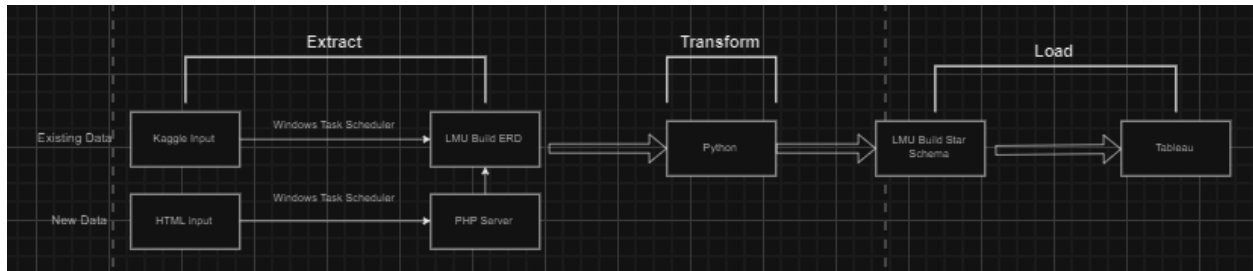 Extract
Transform
Load
Existing Data
Kaggle Input
Windows Task Scheduler
LMU Build ERD
Python
LMU Build Star
Schema
Tableau
New Data
HTML Input
Windows Task Scheduler
PHP Server